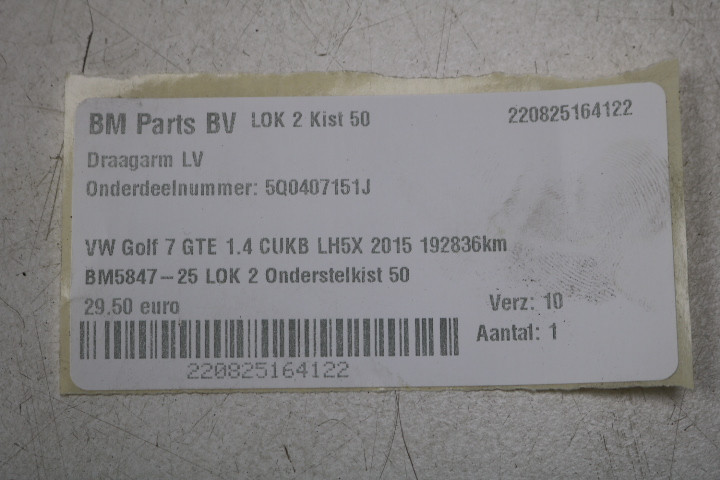 BM Parts BV LOK 2 Kist 50 220825164122
Draagarm LV
Onderdeelnummer: 5Q0407151J
VW Golf 7 GTE 1.4 CUKB LH5X 2015 192836km
BM5847-25 LOK 2 Onderstelkist 50
29.50 euro Verz: 10
Aantal: 1
220825164122